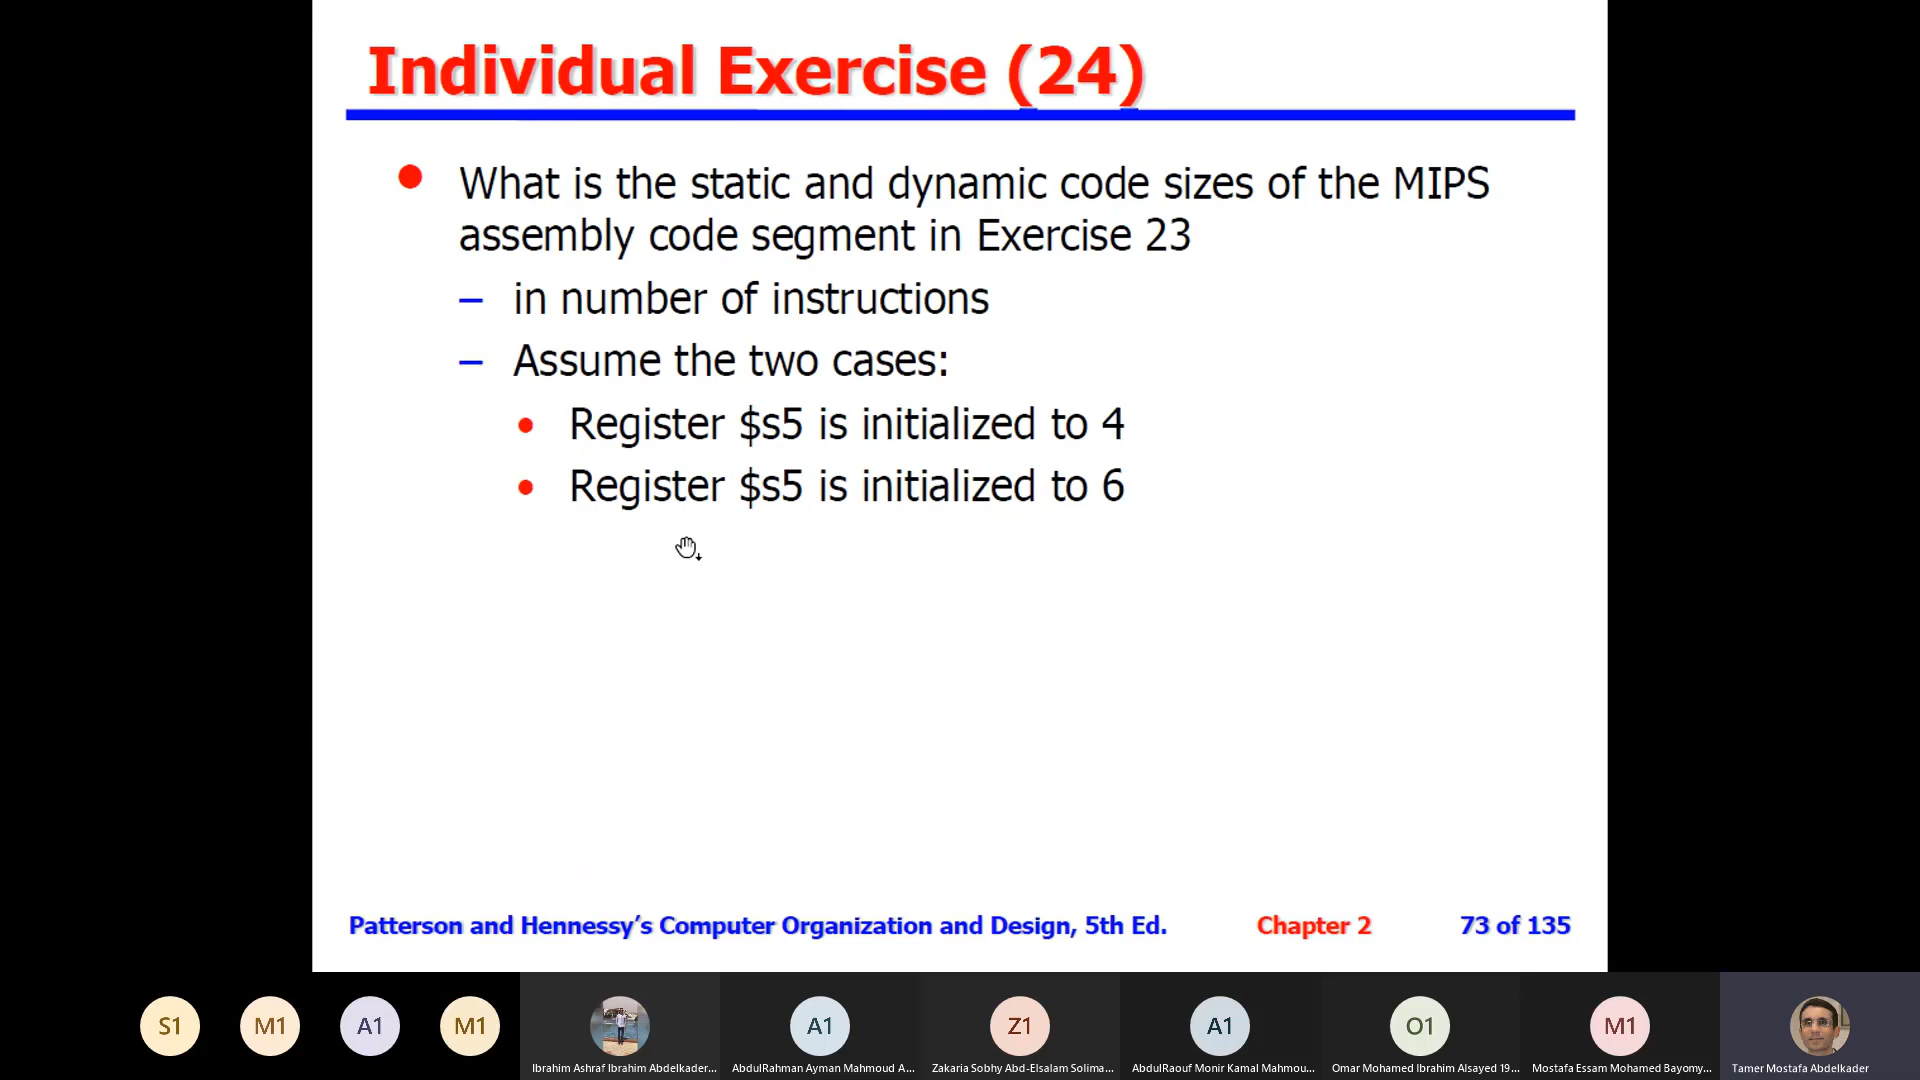 Individual Exercise (24)
What is the static and dynamic code sizes of the MIPS
assembly code segment in Exercise 23
– in number of instructions
– Assume the two cases:
• Register $s5 is initialized to 4
• Register $s5 is initialized to 6
Patterson and Hennessy's Computer Organization and Design, 5th Ed. Chapter 2 73 of 135
S1 M1 A1 M1 A1 Z1 A1 O1 M1
Ibrahim Ashraf Ibrahim Abdelkader... AbdulRahman Ayman Mahmoud A... Zakaria Sobhy Abd-Elsalam Solima... AbdulRaouf Monir Kamal Mahmou... Omar Mohamed Ibrahim Alsayed 19... Mostafa Essam Mohamed Bayomy... Tamer Mostafa Abdelkader